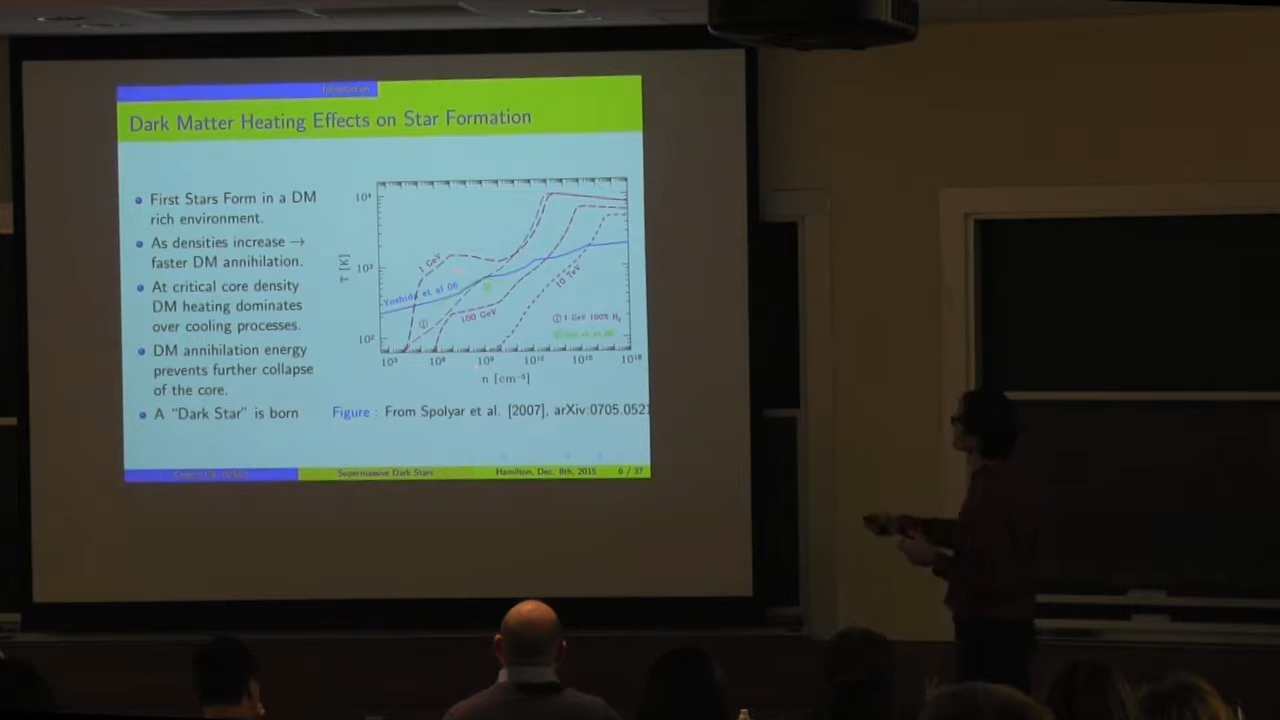 Introduction
Dark Matter Heating Effects on Star Formation
First Stars Form in a DM
rich environment.
As densities increase →
faster DM annihilation.
At critical core density
DM heating dominates
over cooling processes.
DM annihilation energy
prevents further collapse
of the core.
A “Dark Star” is born
10⁴
10³
10²
T [K]
1 GeV
Yoshida et al 06
①
100 GeV
10 TeV
① 1 GeV 100% H₂
10³
10⁶
10⁹
10¹²
10¹⁵
10¹⁸
n [cm⁻³]
Figure : From Spolyar et al. [2007], arXiv:0705.0521
Supermassive Dark Stars
Hamilton, Dec. 8th, 2015
6 / 37